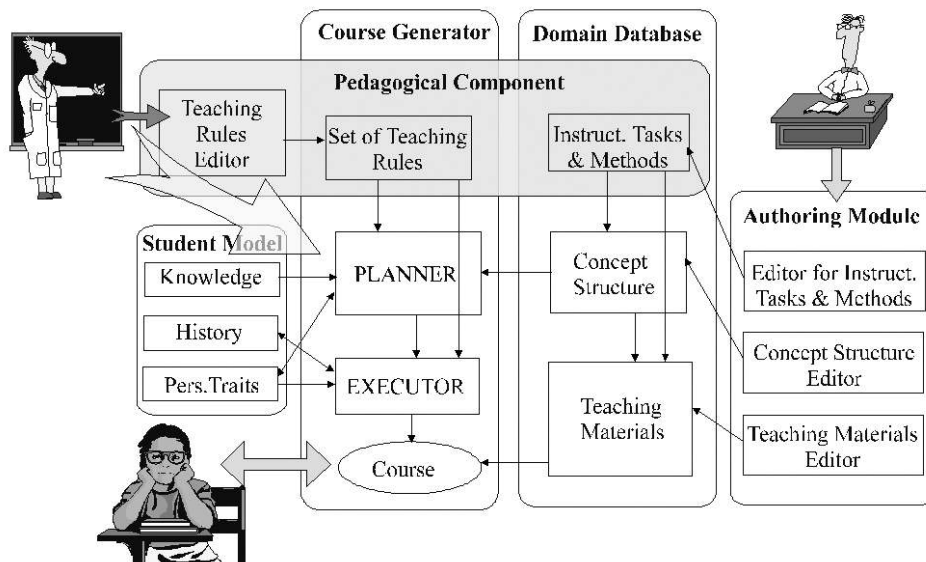 Course Generator
Domain Database
Pedagogical Component
Teaching
Rules
Editor
Set of Teaching
Rules
Instruct. Tasks
& Methods
Student Model
Knowledge
History
Pers.Traits
PLANNER
EXECUTOR
Course
Concept
Structure
Teaching
Materials
Authoring Module
Editor for Instruct.
Tasks & Methods
Concept Structure
Editor
Teaching Materials
Editor